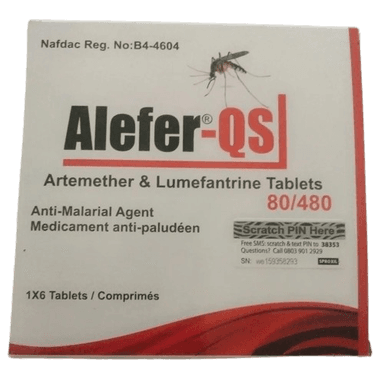 Nafdac Reg. No:B4-4604
Alefer®-QS
Artemether & Lumefantrine Tablets
80/480
Anti-Malarial Agent
Medicament anti-paludéen
Scratch PIN Here
Free SMS: scratch & text PIN to 38353
Questions? Call 0803 901 2929
SN:
SPROXIL
1X6 Tablets / Comprimés